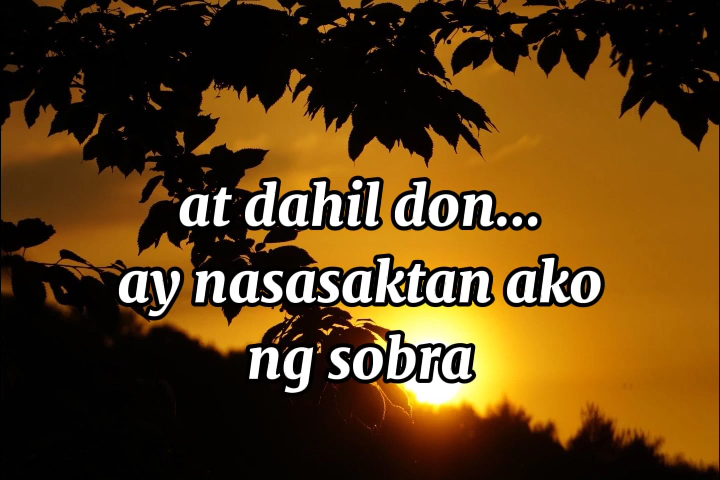 at dahil don...
ay nasasaktan ako
ng sobra